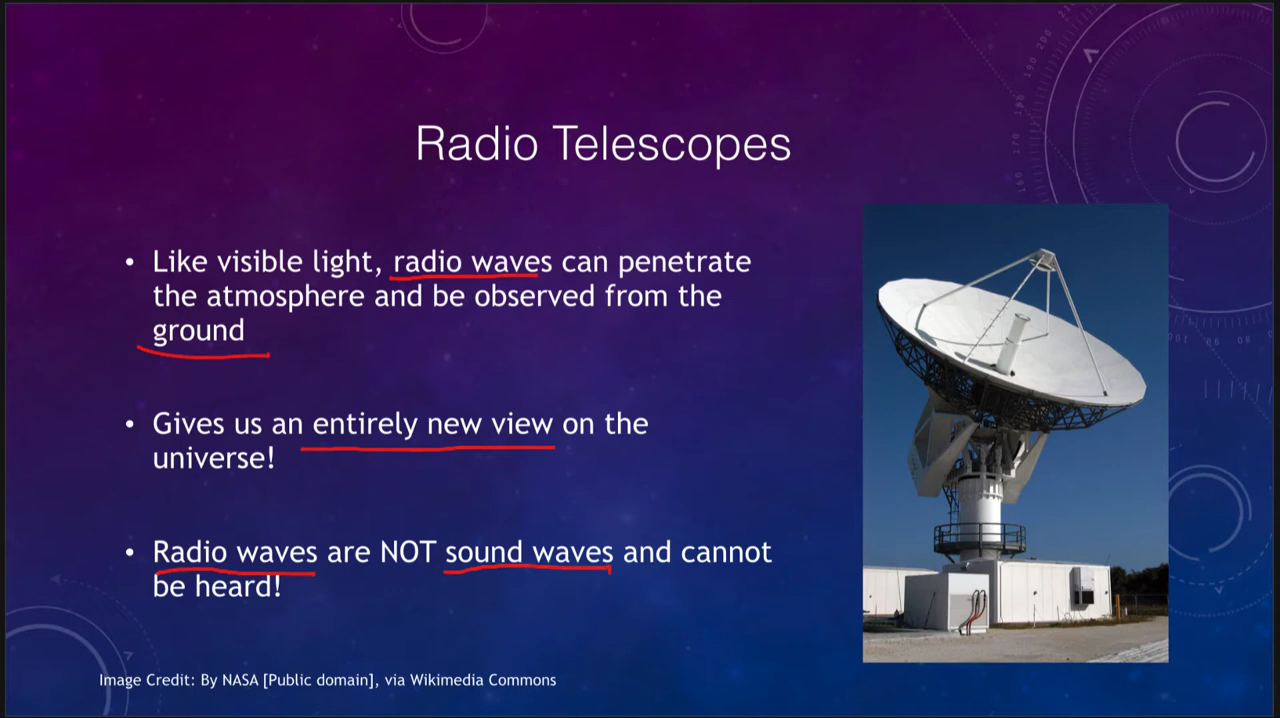 Radio Telescopes
• Like visible light, radio waves can penetrate
the atmosphere and be observed from the
ground
• Gives us an entirely new view on the
universe!
• Radio waves are NOT sound waves and cannot
be heard!
Image Credit: By NASA [Public domain], via Wikimedia Commons